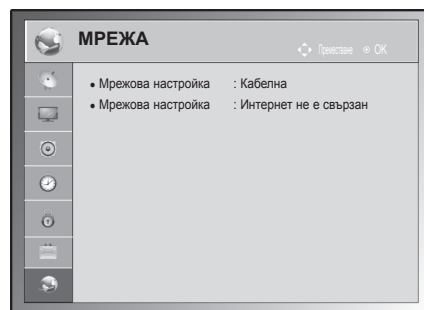 МРЕЖА
Преместване OK
• Мрежова настройка : Кабелна
• Мрежова настройка : Интернет не е свързан